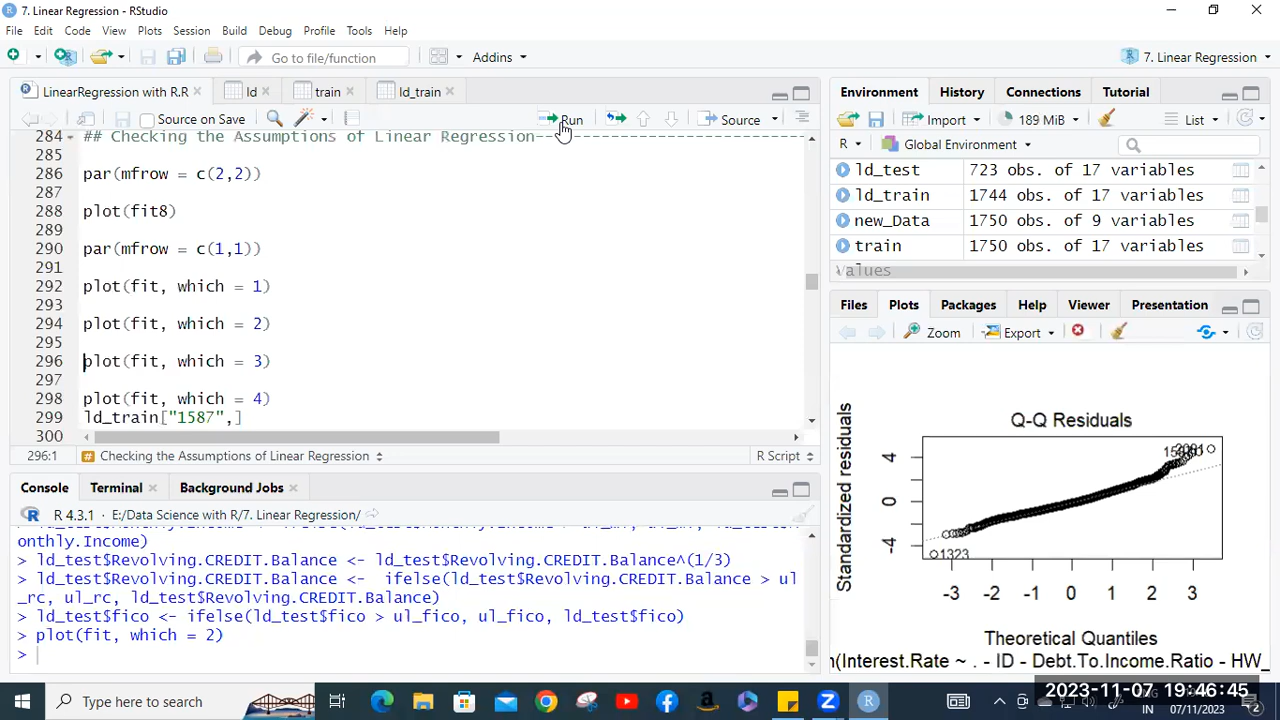 7. Linear Regression - RStudio
File Edit Code View Plots Session Build Debug Profile Tools Help
Go to file/function Addins 7. Linear Regression
LinearRegression with R.R ld train ld_train
Source on Save Run Source
284 ## Checking the Assumptions of Linear Regression--------------------------
285
286 par(mfrow = c(2,2))
287
288 plot(fit8)
289
290 par(mfrow = c(1,1))
291
292 plot(fit, which = 1)
293
294 plot(fit, which = 2)
295
296 plot(fit, which = 3)
297
298 plot(fit, which = 4)
299 ld_train["1587",]
300
296:1 Checking the Assumptions of Linear Regression R Script
Console Terminal Background Jobs
R 4.3.1 · E:/Data Science with R/7. Linear Regression/
onthly.Income)
> ld_test$Revolving.CREDIT.Balance <- ld_test$Revolving.CREDIT.Balance^(1/3)
> ld_test$Revolving.CREDIT.Balance <-  ifelse(ld_test$Revolving.CREDIT.Balance > ul
_rc, ul_rc, ld_test$Revolving.CREDIT.Balance)
> ld_test$fico <- ifelse(ld_test$fico > ul_fico, ul_fico, ld_test$fico)
> plot(fit, which = 2)
>
Environment History Connections Tutorial
Import 189 MiB List
R Global Environment
ld_test 723 obs. of 17 variables
ld_train 1744 obs. of 17 variables
new_Data 1750 obs. of 9 variables
train 1750 obs. of 17 variables
Values
Files Plots Packages Help Viewer Presentation
Zoom Export
Q-Q Residuals
Standardized residuals
4
0
-4
1323
-3 -2 -1 0 1 2 3
Theoretical Quantiles
n(Interest.Rate ~ . - ID - Debt.To.Income.Ratio - HW_
Type here to search
2023-11-07 19:46:45
IN 07/11/2023